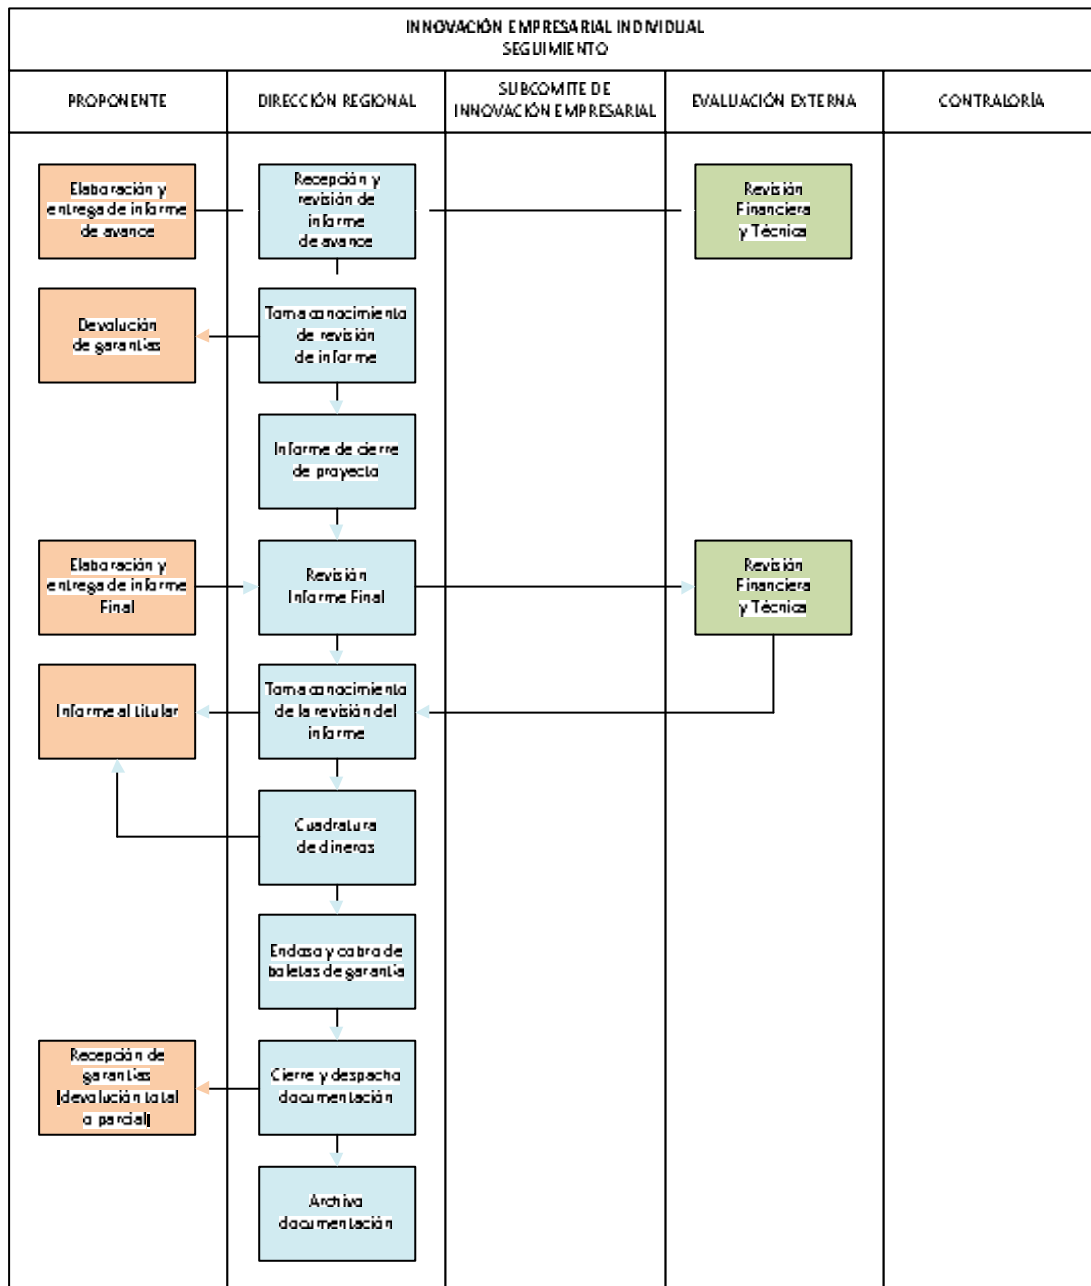 INNOVACIÓN EMPRESARIAL INDIVIDUAL
SEGUIMIENTO
PROPONENTE
DIRECCIÓN REGIONAL
SUBCOMITE DE
INNOVACIÓN EMPRESARIAL
EVALUACIÓN EXTERNA
CONTRALORÍA
Elaboración y
entrega de informe
de avance
Recepción y
revisión de
informe
de avance
Revisión
Financiera
y Técnica
Devolución
de garantías
Toma conocimiento
de revisión
de informe
Informe de cierre
de proyecto
Elaboración y
entrega de informe
Final
Revisión
Informe Final
Revisión
Financiera
y Técnica
Informe al titular
Toma conocimiento
de la revisión del
informe
Cuadratura
de dineros
Endoso y cobro de
boletas de garantía
Recepción de
garantías
(devolución total
o parcial)
Cierre y despacho
documentación
Archivo
documentación